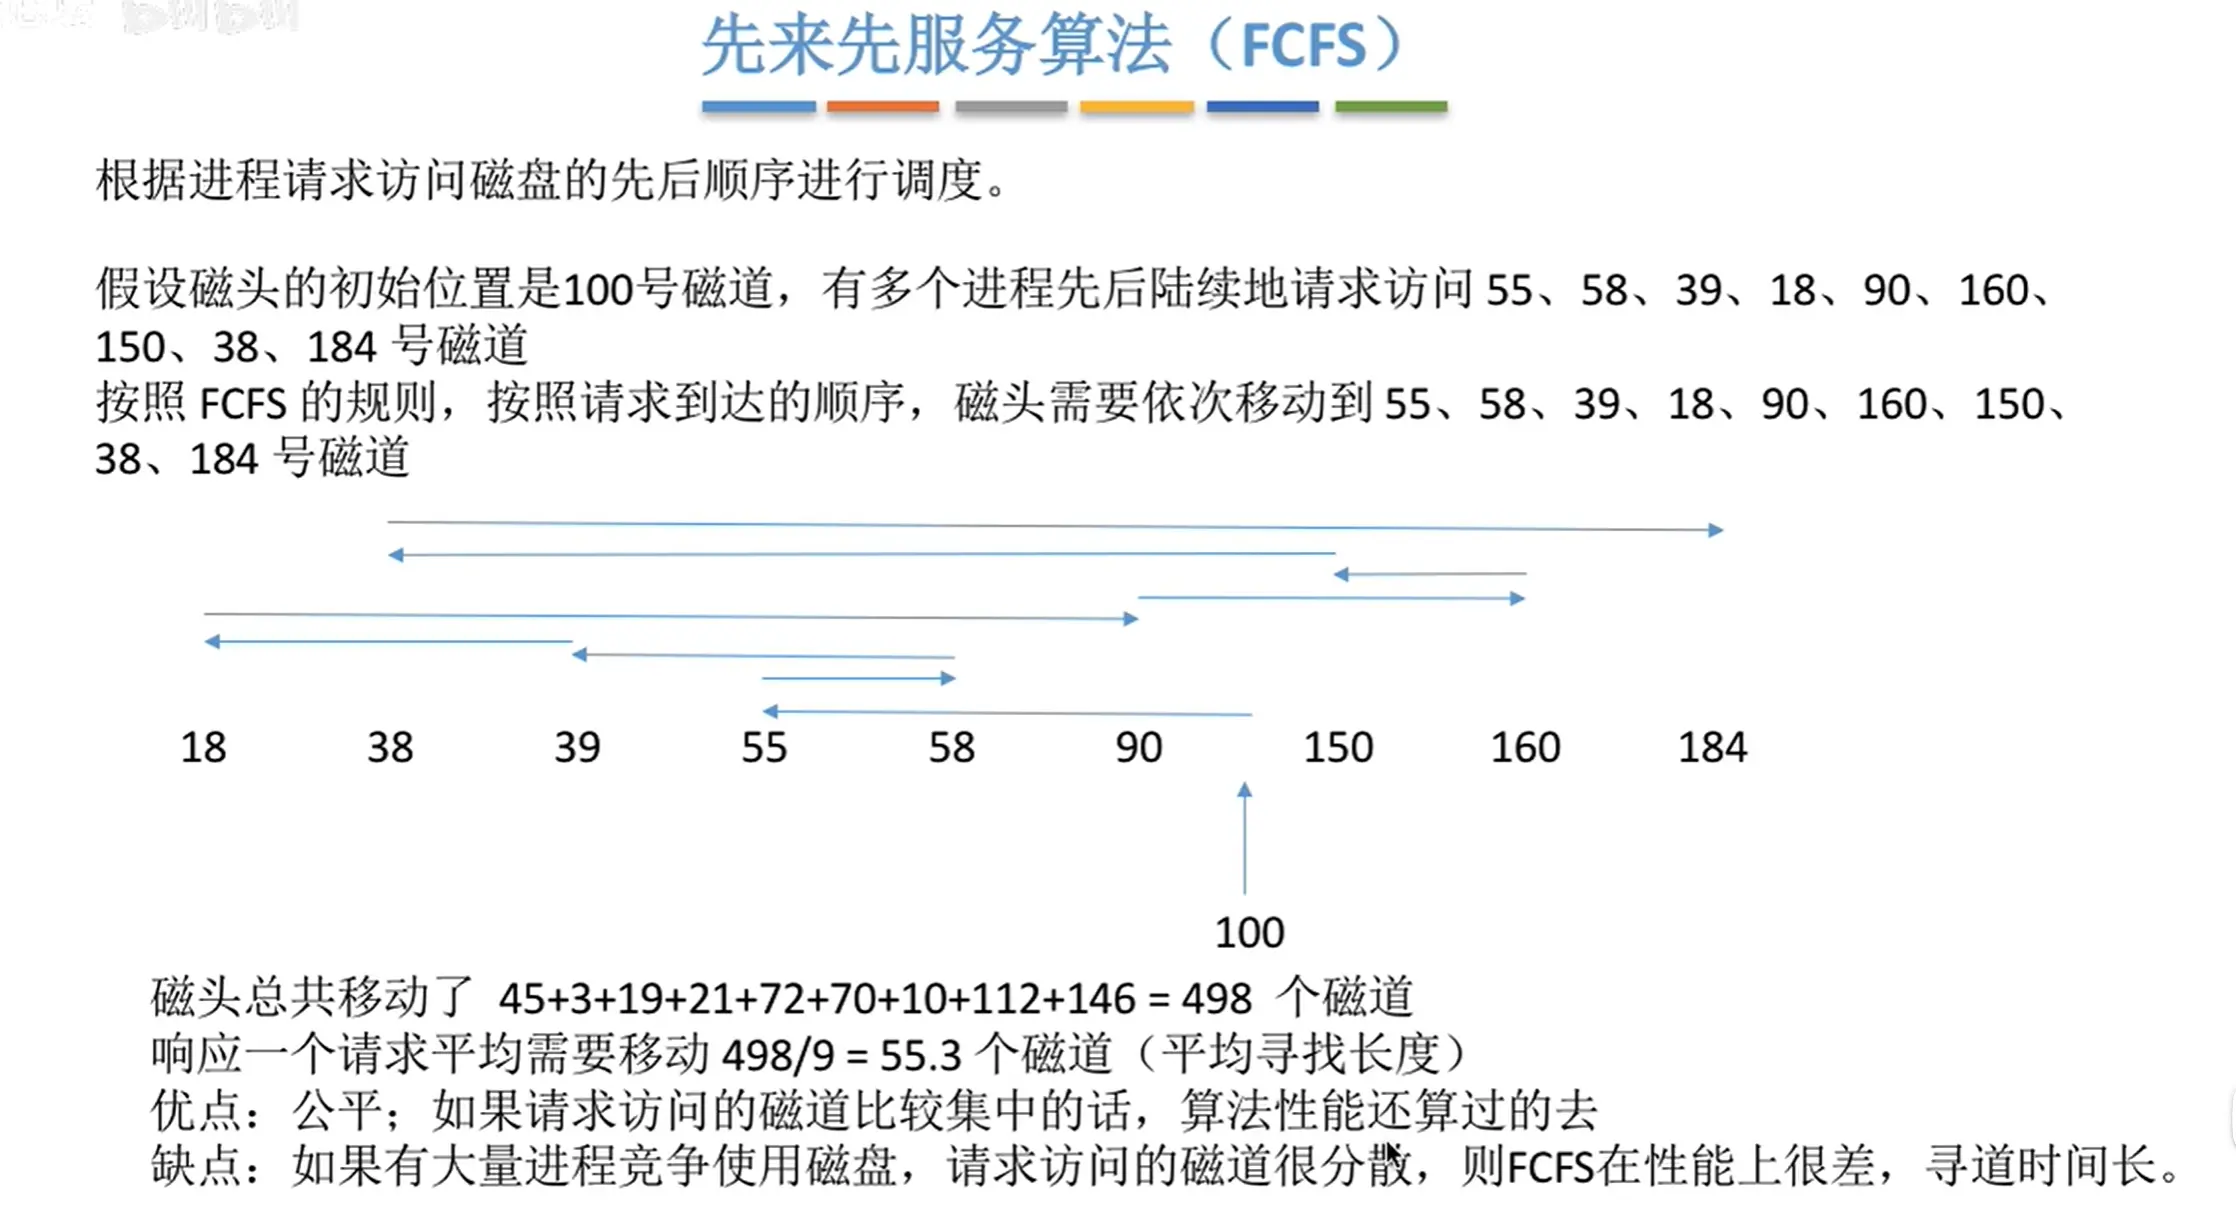 先来先服务算法（FCFS）
根据进程请求访问磁盘的先后顺序进行调度。
假设磁头的初始位置是100号磁道，有多个进程先后陆续地请求访问 55、58、39、18、90、160、
150、38、184 号磁道
按照 FCFS 的规则，按照请求到达的顺序，磁头需要依次移动到 55、58、39、18、90、160、150、
38、184 号磁道
18 38 39 55 58 90 150 160 184
100
磁头总共移动了 45+3+19+21+72+70+10+112+146 = 498 个磁道
响应一个请求平均需要移动 498/9 = 55.3 个磁道（平均寻找长度）
优点：公平；如果请求访问的磁道比较集中的话，算法性能还算过的去
缺点：如果有大量进程竞争使用磁盘，请求访问的磁道很分散，则FCFS在性能上很差，寻道时间长。